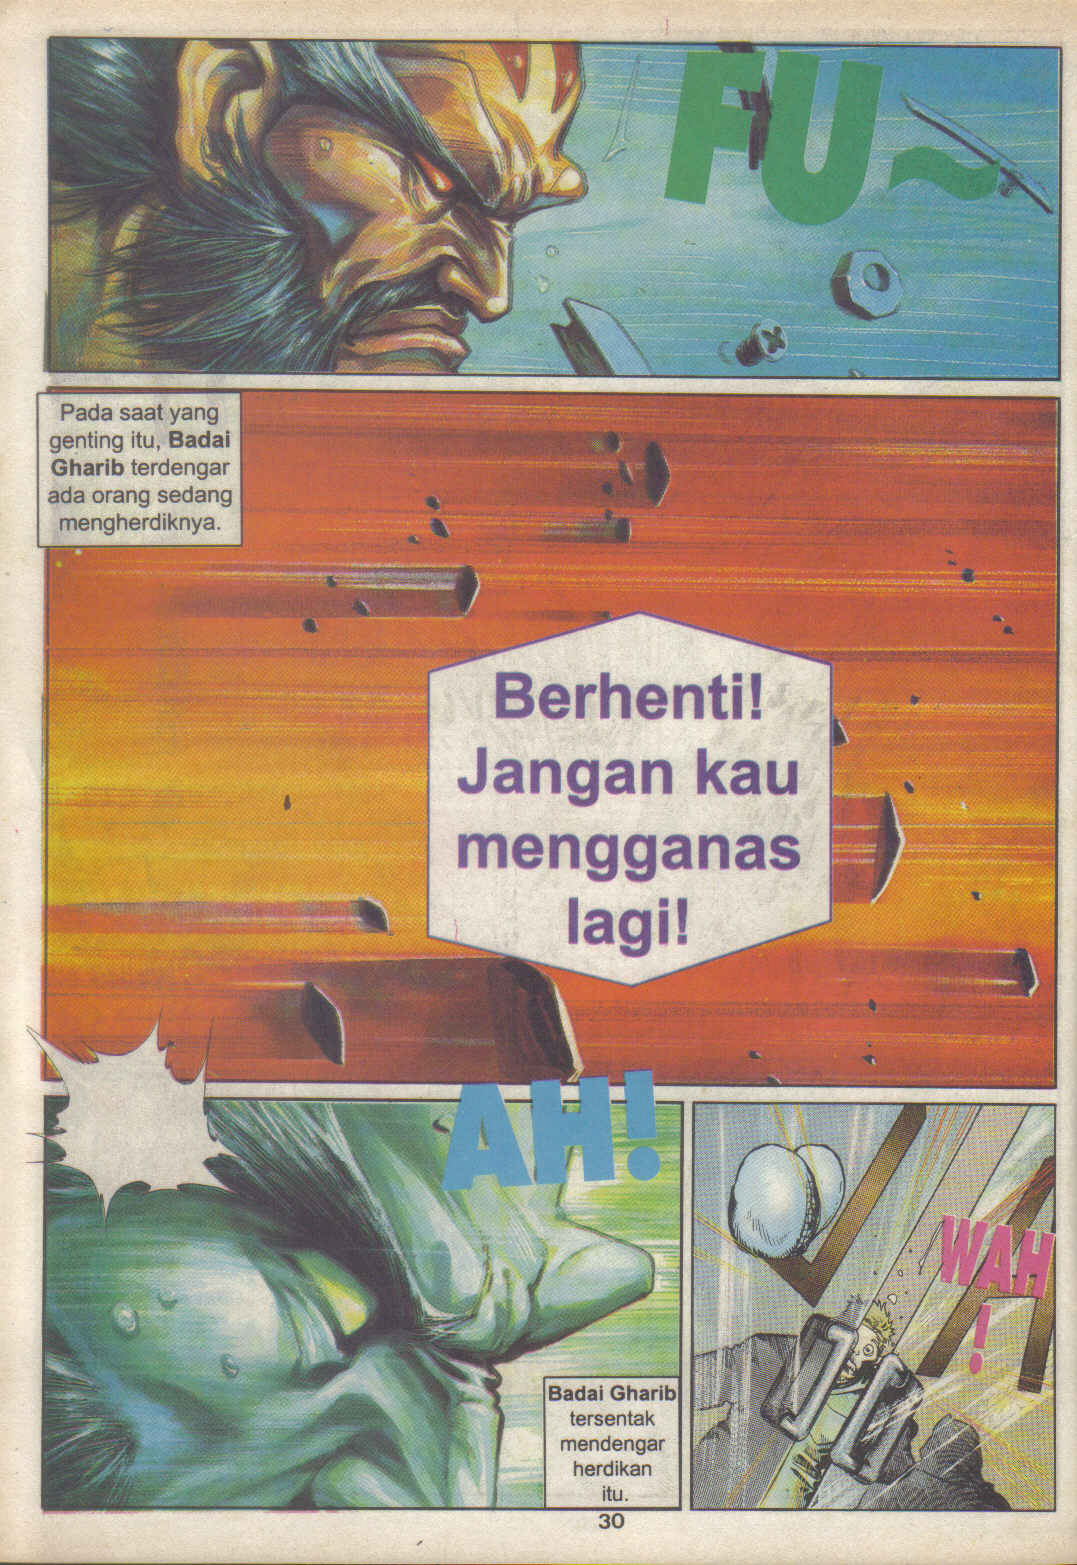 FU~
Pada saat yang
genting itu, Badai
Gharib terdengar
ada orang sedang
mengherdiknya.
Berhenti!
Jangan kau
mengganas
lagi!
AH!
WAH
!
Badai Gharib
tersentak
mendengar
herdikan
itu.
30